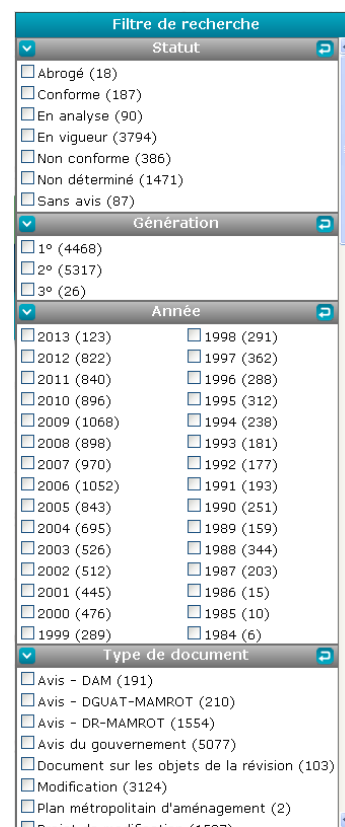 Filtre de recherche
Statut
Abrogé (18)
Conforme (187)
En analyse (90)
En vigueur (3794)
Non conforme (386)
Non déterminé (1471)
Sans avis (87)
Génération
1º (4468)
2º (5317)
3º (26)
Année
2013 (123) 1998 (291)
2012 (822) 1997 (362)
2011 (840) 1996 (288)
2010 (896) 1995 (312)
2009 (1068) 1994 (238)
2008 (898) 1993 (181)
2007 (970) 1992 (177)
2006 (1052) 1991 (193)
2005 (843) 1990 (251)
2004 (695) 1989 (159)
2003 (526) 1988 (344)
2002 (512) 1987 (203)
2001 (445) 1986 (15)
2000 (476) 1985 (10)
1999 (289) 1984 (6)
Type de document
Avis - DAM (191)
Avis - DGUAT-MAMROT (210)
Avis - DR-MAMROT (1554)
Avis du gouvernement (5077)
Document sur les objets de la révision (103)
Modification (3124)
Plan métropolitain d'aménagement (2)